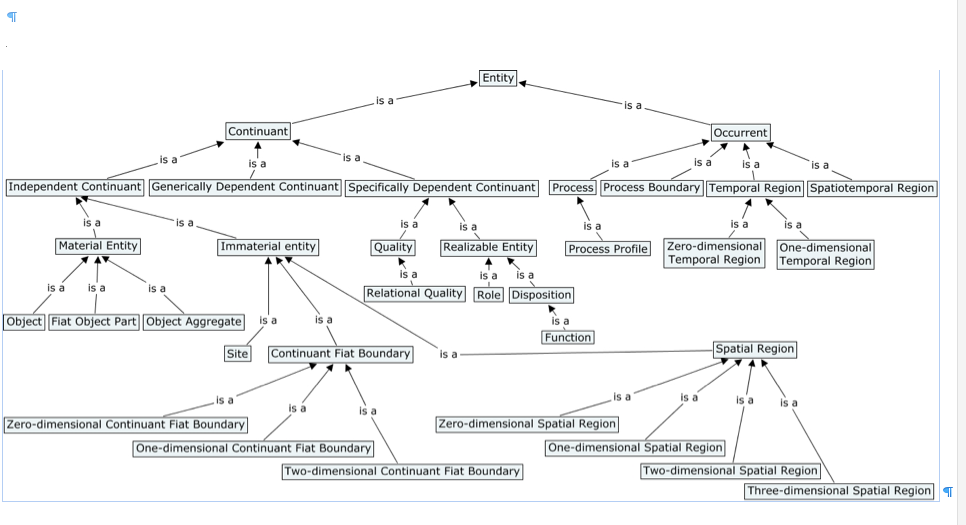 ¶
Entity
is a
is a
Continuant
Occurrent
is a
is a
is a
is a
is a
is a
is a
Independent Continuant
Generically Dependent Continuant
Specifically Dependent Continuant
Process
Process Boundary
Temporal Region
Spatiotemporal Region
is a
is a
is a
is a
is a
is a
is a
Material Entity
Immaterial entity
Quality
Realizable Entity
Process Profile
Zero-dimensional
Temporal Region
One-dimensional
Temporal Region
is a
is a
is a
is a
is a
is a
Relational Quality
Role
Disposition
Object
Fiat Object Part
Object Aggregate
is a
is a
is a
Function
Site
Continuant Fiat Boundary
is a
Spatial Region
is a
is a
is a
is a
is a
is a
is a
Zero-dimensional Continuant Fiat Boundary
Zero-dimensional Spatial Region
One-dimensional Continuant Fiat Boundary
One-dimensional Spatial Region
Two-dimensional Continuant Fiat Boundary
Two-dimensional Spatial Region
Three-dimensional Spatial Region
¶